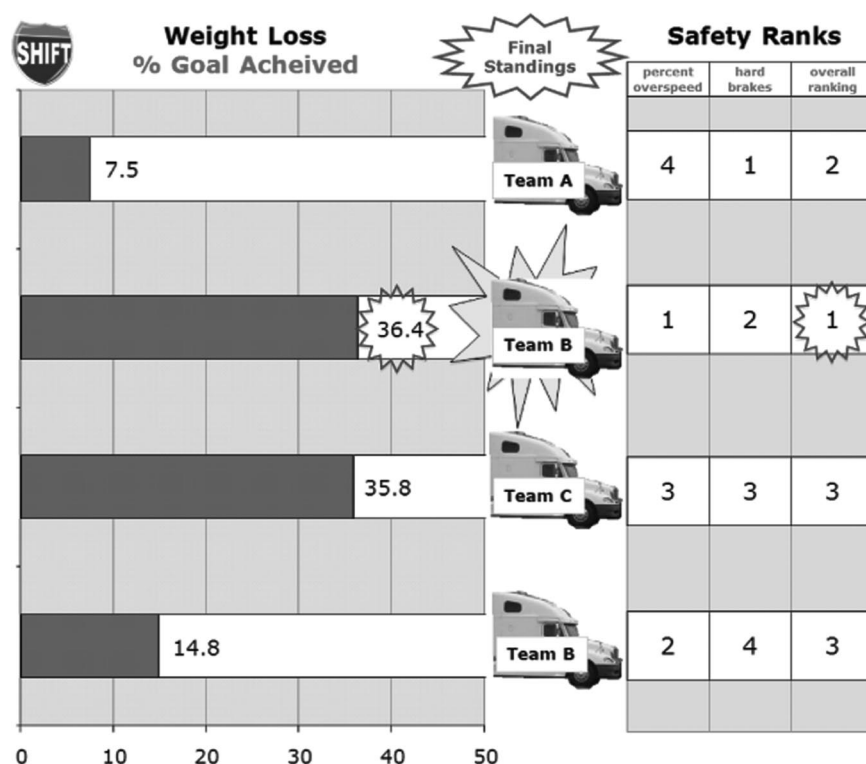 SHIFT
Weight Loss
% Goal Acheived
Final
Standings
Safety Ranks
percent overspeed
hard brakes
overall ranking
7.5
Team A
4 1 2
36.4
Team B
1 2 1
35.8
Team C
3 3 3
14.8
Team B
2 4 3
0 10 20 30 40 50